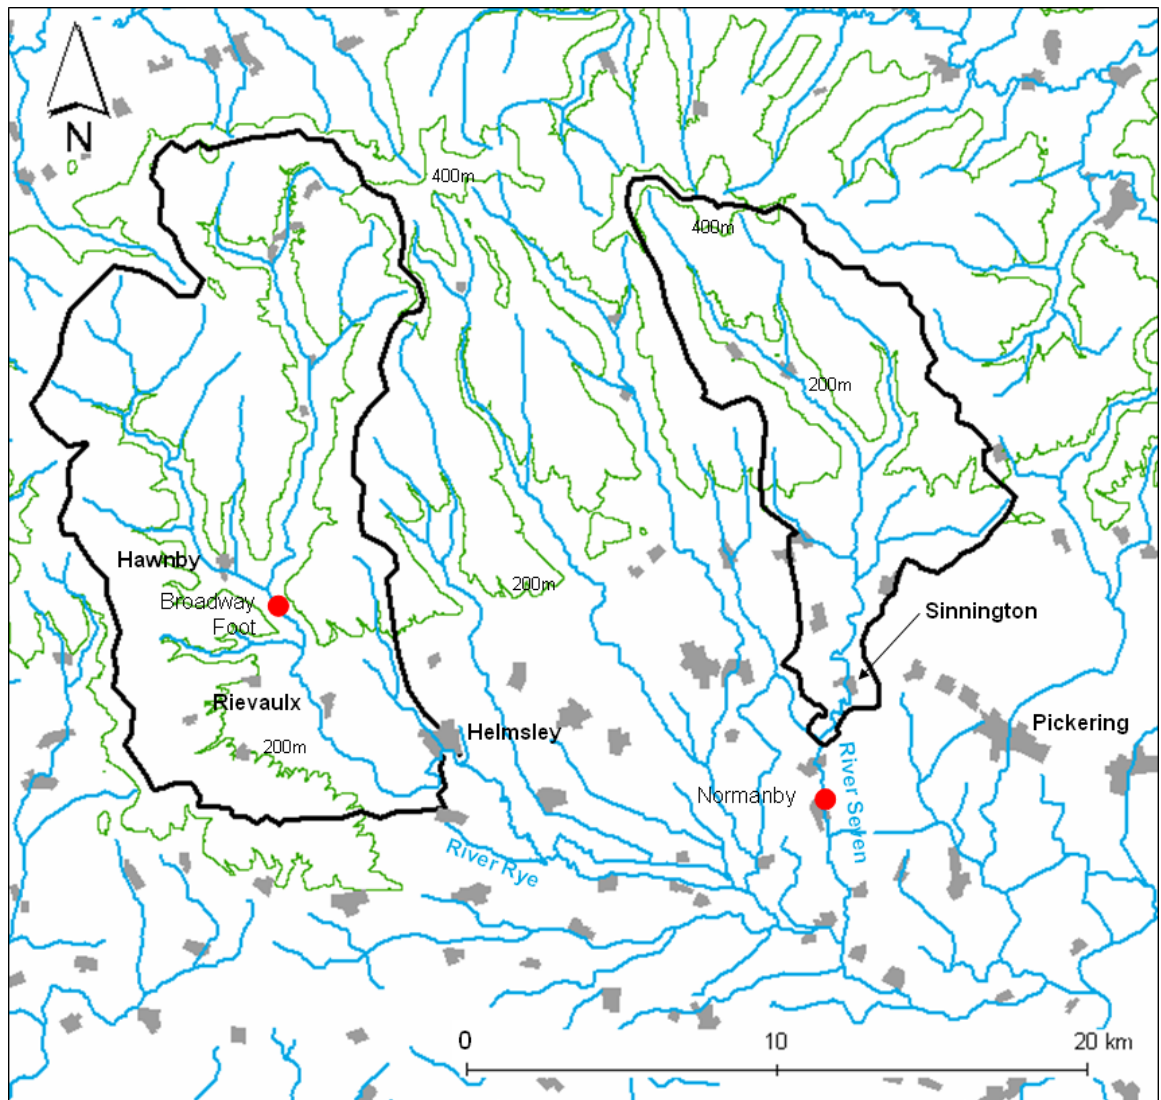 N
400m
400m
200m
Hawnby
Broadway
Foot
200m
Sinnington
Rievaulx
200m
Helmsley
Pickering
Normanby
River Seven
River Rye
0
10
20 km